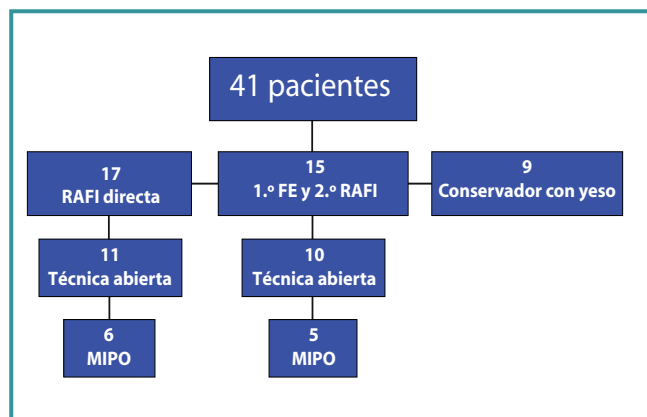 41 pacientes
17
RAFI directa
15
1.º FE y 2.º RAFI
9
Conservador con yeso
11
Técnica abierta
10
Técnica abierta
6
MIPO
5
MIPO